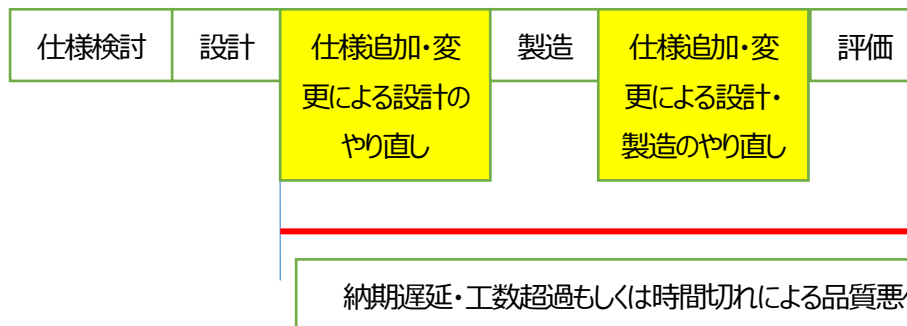 仕様検討
設計
仕様追加・変
更による設計の
やり直し
製造
仕様追加・変
更による設計・
製造のやり直し
評価
納期遅延・工数超過もしくは時間切れによる品質悪